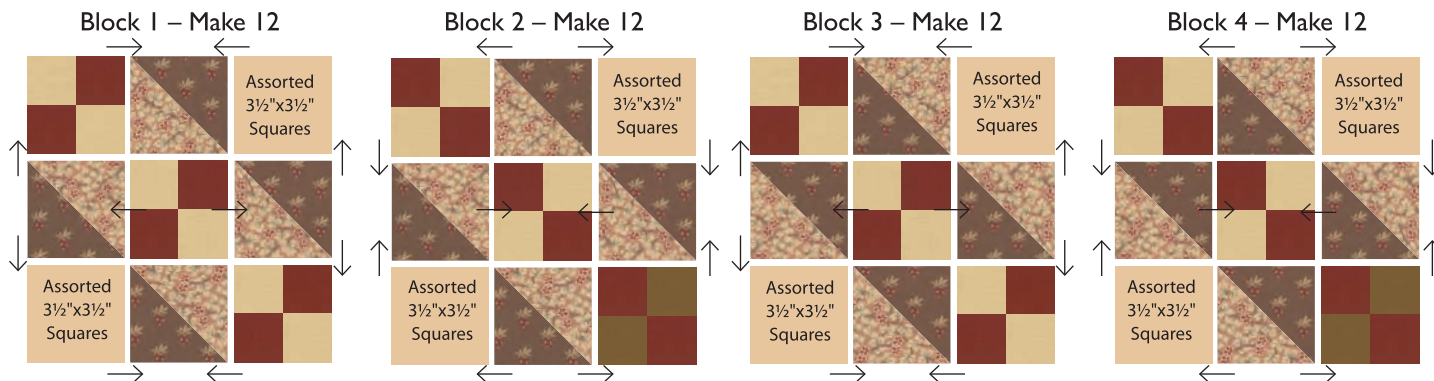 Block 1 – Make 12
Assorted
3½"x3½"
Squares
Assorted
3½"x3½"
Squares
Block 2 – Make 12
Assorted
3½"x3½"
Squares
Assorted
3½"x3½"
Squares
Block 3 – Make 12
Assorted
3½"x3½"
Squares
Assorted
3½"x3½"
Squares
Block 4 – Make 12
Assorted
3½"x3½"
Squares
Assorted
3½"x3½"
Squares